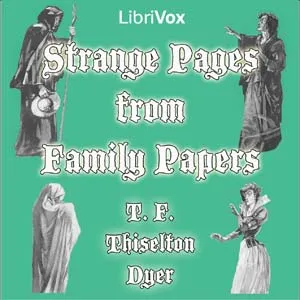 LibriVox
Strange Pages
from
Family Papers
T. F.
Thiselton
Dyer